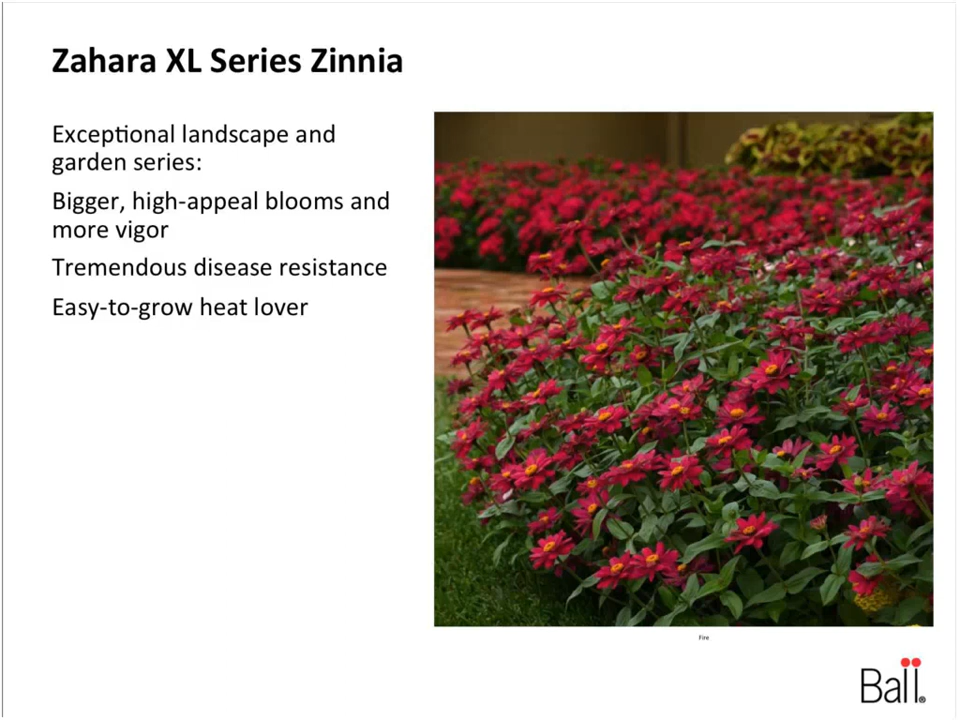 Zahara XL Series Zinnia
Exceptional landscape and
garden series:
Bigger, high-appeal blooms and
more vigor
Tremendous disease resistance
Easy-to-grow heat lover
Fire
Ball®